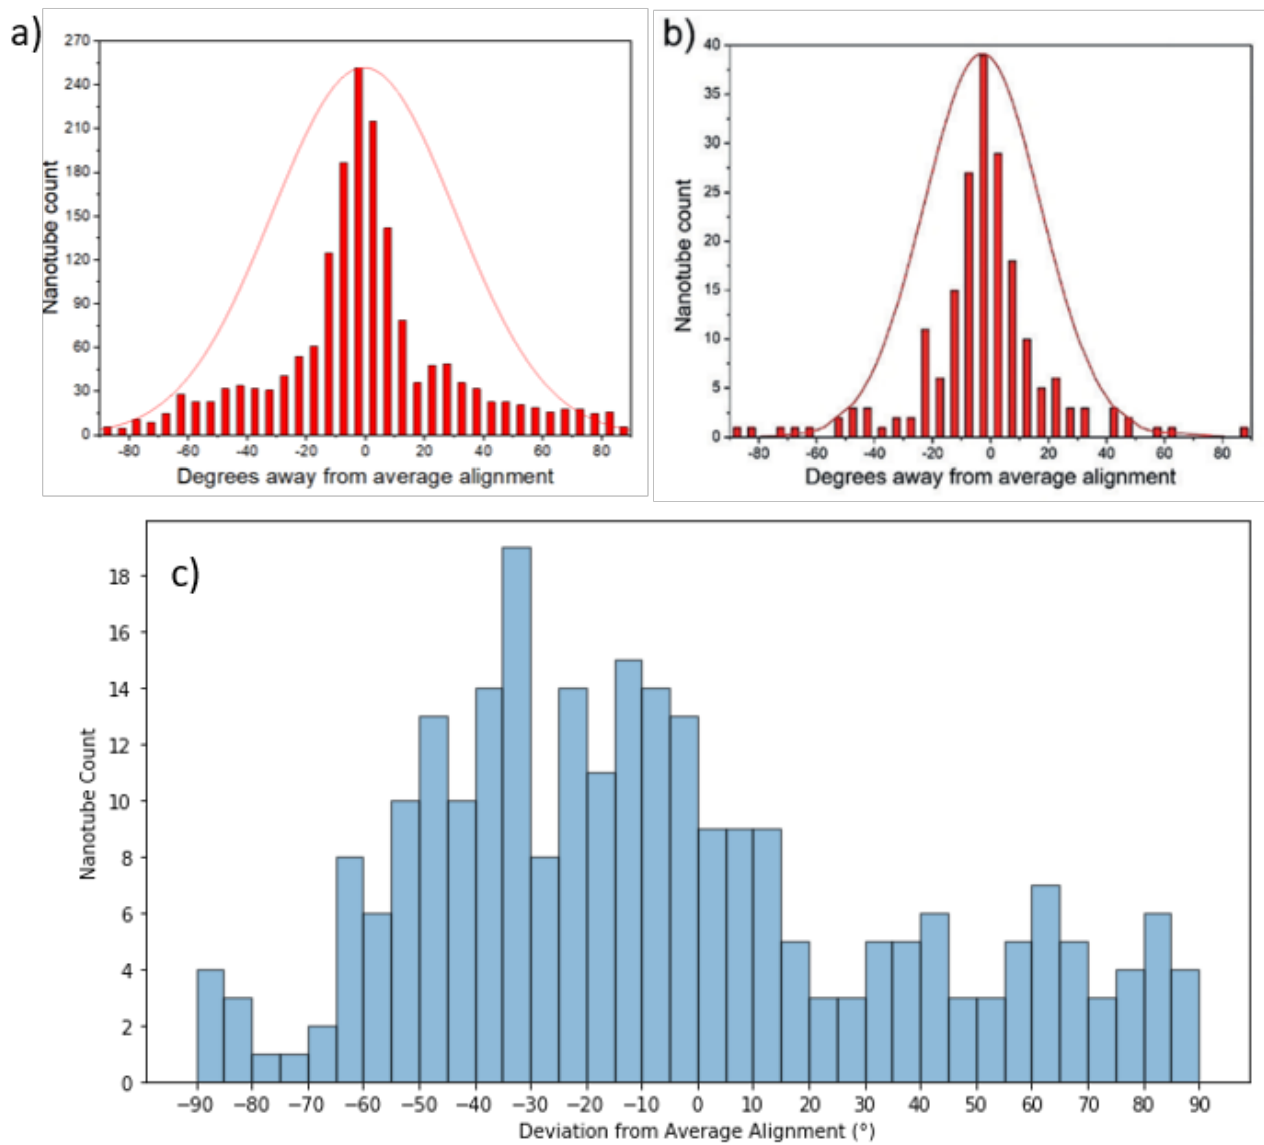 a)
270
240
210
180
150
120
90
60
30
0
Nanotube count
-80 -60 -40 -20 0 20 40 60 80
Degrees away from average alignment
b)
40
35
30
25
20
15
10
5
0
Nanotube count
-80 -60 -40 -20 0 20 40 60 80
Degrees away from average alignment
c)
18
16
14
12
10
8
6
4
2
0
Nanotube Count
−90 −80 −70 −60 −50 −40 −30 −20 −10 0 10 20 30 40 50 60 70 80 90
Deviation from Average Alignment (°)